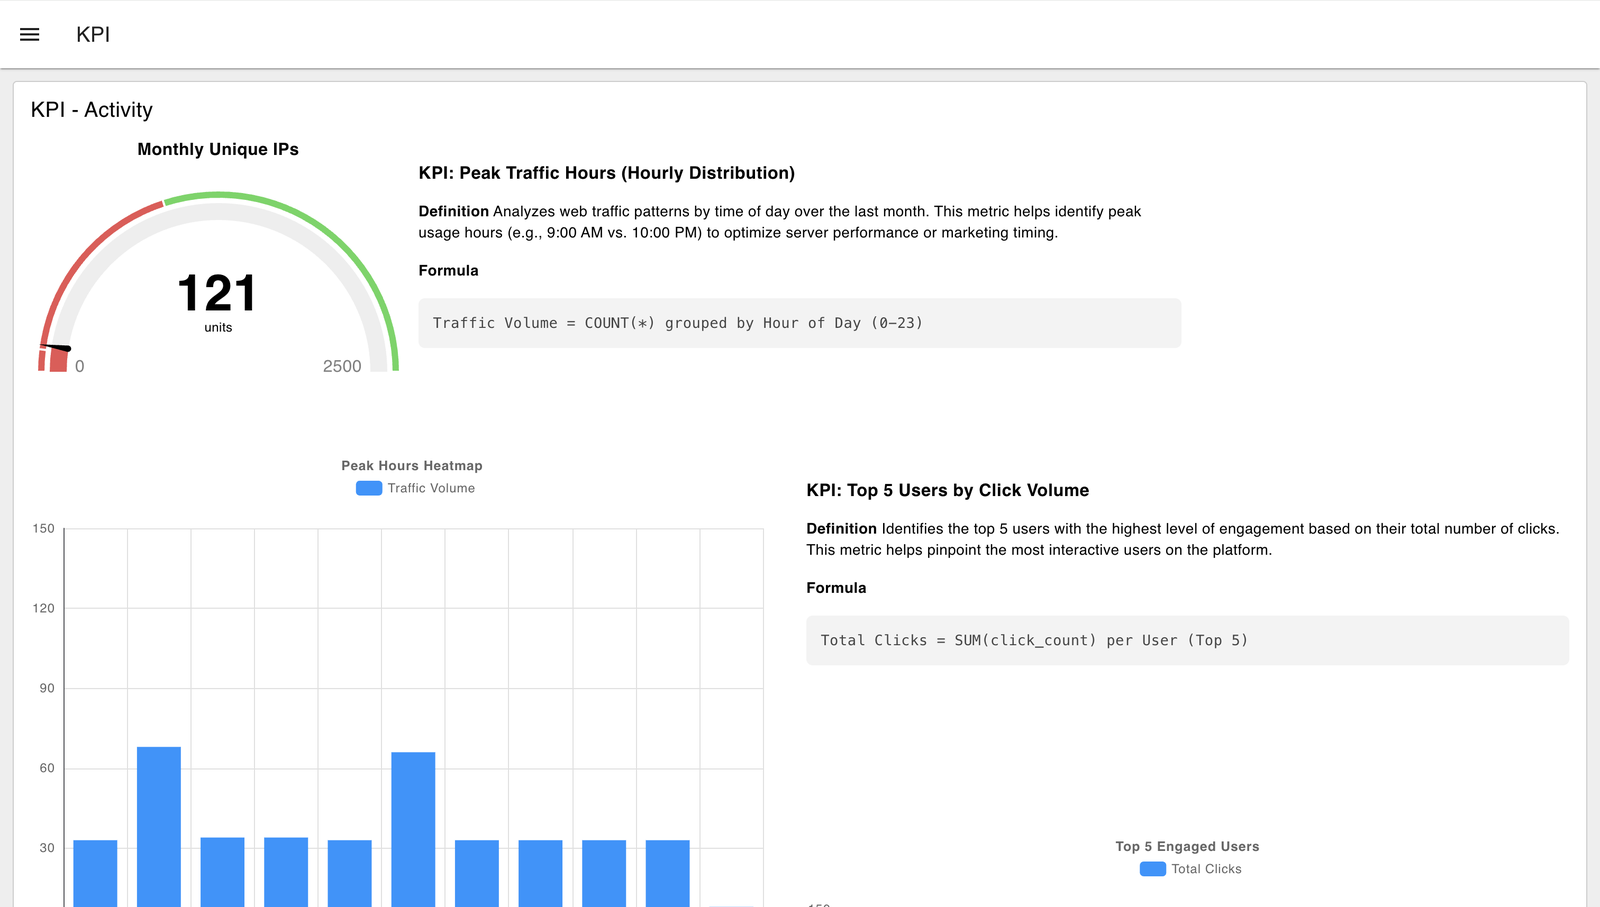 KPI
KPI - Activity
Monthly Unique IPs
121
units
0
2500
KPI: Peak Traffic Hours (Hourly Distribution)
Definition Analyzes web traffic patterns by time of day over the last month. This metric helps identify peak
usage hours (e.g., 9:00 AM vs. 10:00 PM) to optimize server performance or marketing timing.
Formula
Traffic Volume = COUNT(*) grouped by Hour of Day (0-23)
Peak Hours Heatmap
Traffic Volume
150
120
90
60
30
KPI: Top 5 Users by Click Volume
Definition Identifies the top 5 users with the highest level of engagement based on their total number of clicks.
This metric helps pinpoint the most interactive users on the platform.
Formula
Total Clicks = SUM(click_count) per User (Top 5)
Top 5 Engaged Users
Total Clicks